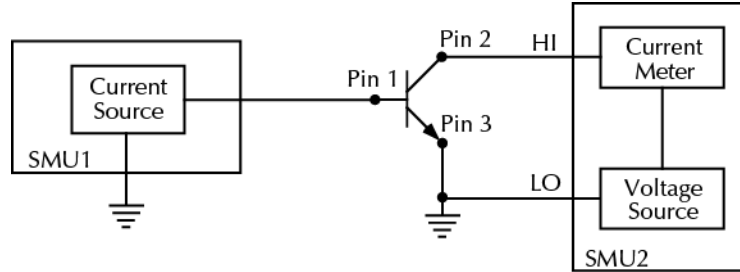 Current
Source
SMU1
Pin 1
Pin 2
Pin 3
HI
LO
Current
Meter
Voltage
Source
SMU2